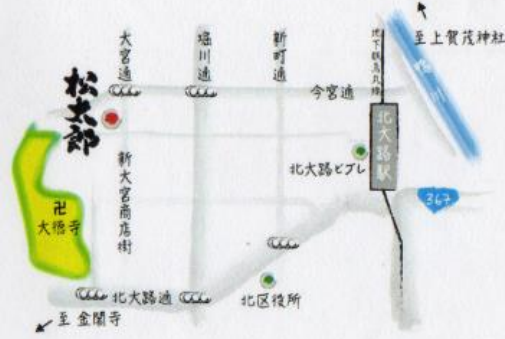 大宮通
堀川通
新町通
地下鉄烏丸線
至上賀茂神社
鴨川
松太郎
今宮通
北大路駅
北大路ビブレ
新大宮商店街
367
卍
大徳寺
北大路通
北区役所
至金閣寺